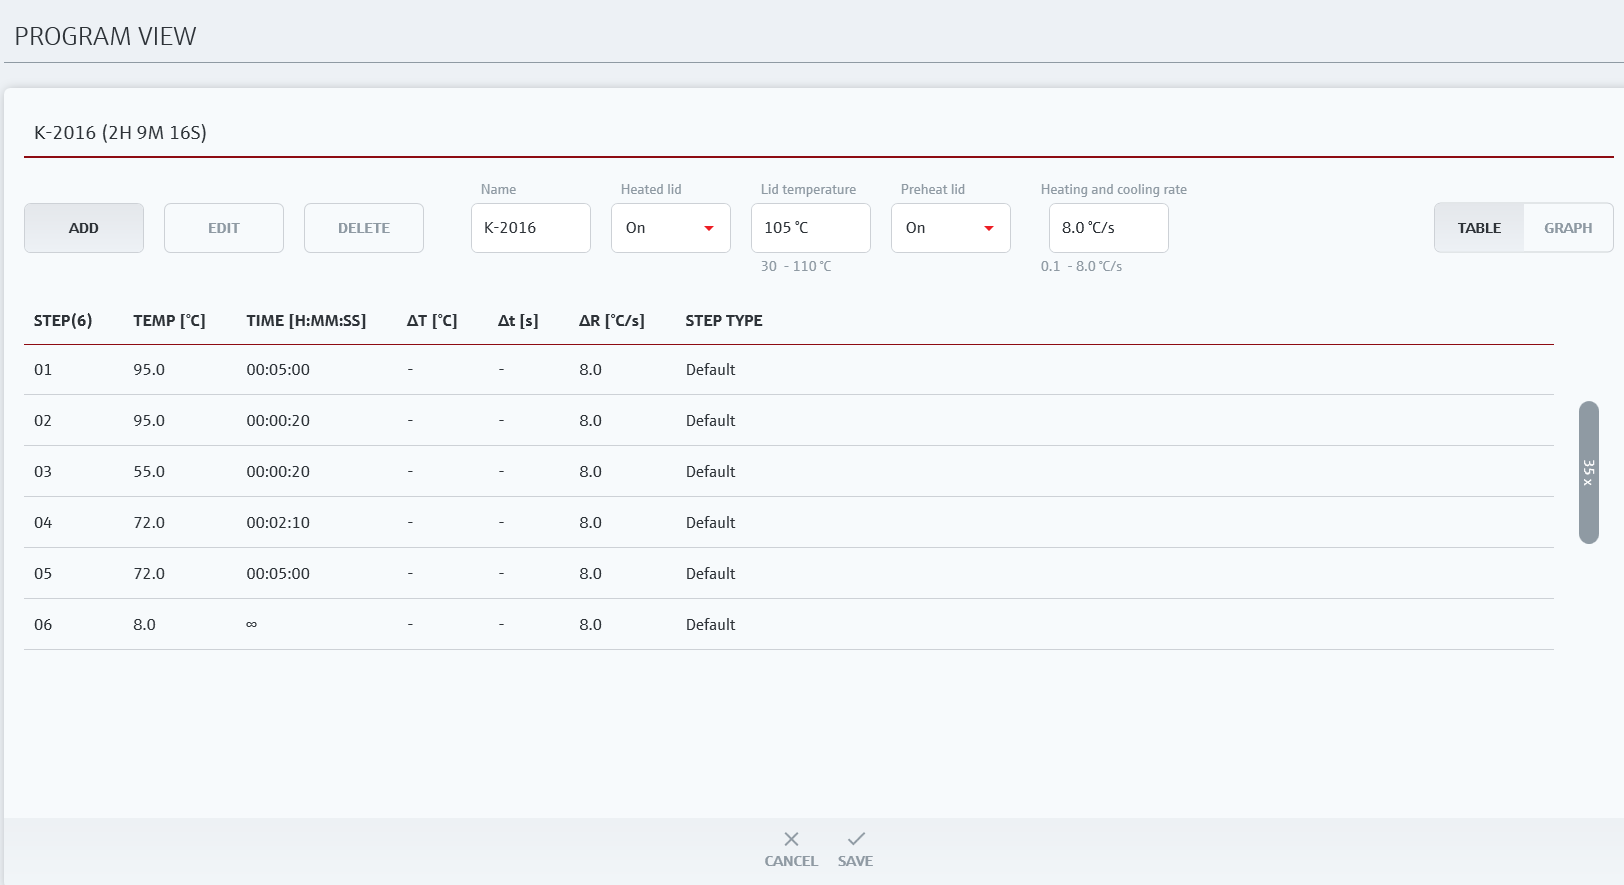 PROGRAM VIEW
K-2016 (2H 9M 16S)
Name Heated lid Lid temperature Preheat lid Heating and cooling rate
ADD EDIT DELETE K-2016 On 105 °C On 8.0 °C/s TABLE GRAPH
30 - 110 °C 0.1 - 8.0 °C/s
STEP(6) TEMP [°C] TIME [H:MM:SS] ΔT [°C] Δt [s] ΔR [°C/s] STEP TYPE
01 95.0 00:05:00 - - 8.0 Default
02 95.0 00:00:20 - - 8.0 Default
03 55.0 00:00:20 - - 8.0 Default
35 x
04 72.0 00:02:10 - - 8.0 Default
05 72.0 00:05:00 - - 8.0 Default
06 8.0 ∞ - - 8.0 Default
CANCEL SAVE